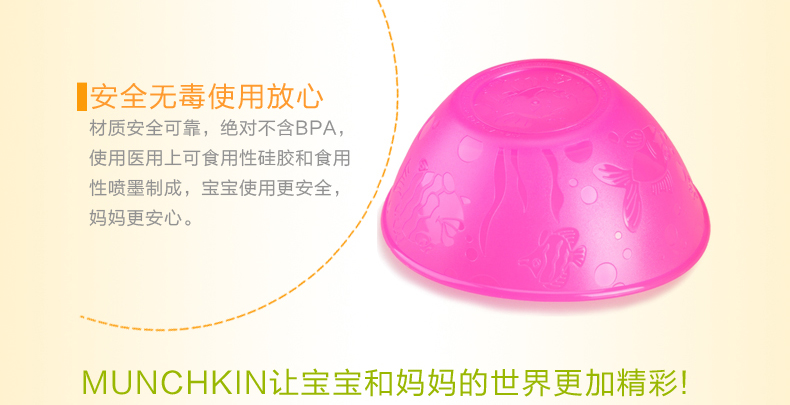 安全无毒使用放心
材质安全可靠，绝对不含BPA，
使用医用上可食用性硅胶和食用
性喷墨制成，宝宝使用更安全，
妈妈更安心。
MUNCHKIN让宝宝和妈妈的世界更加精彩!